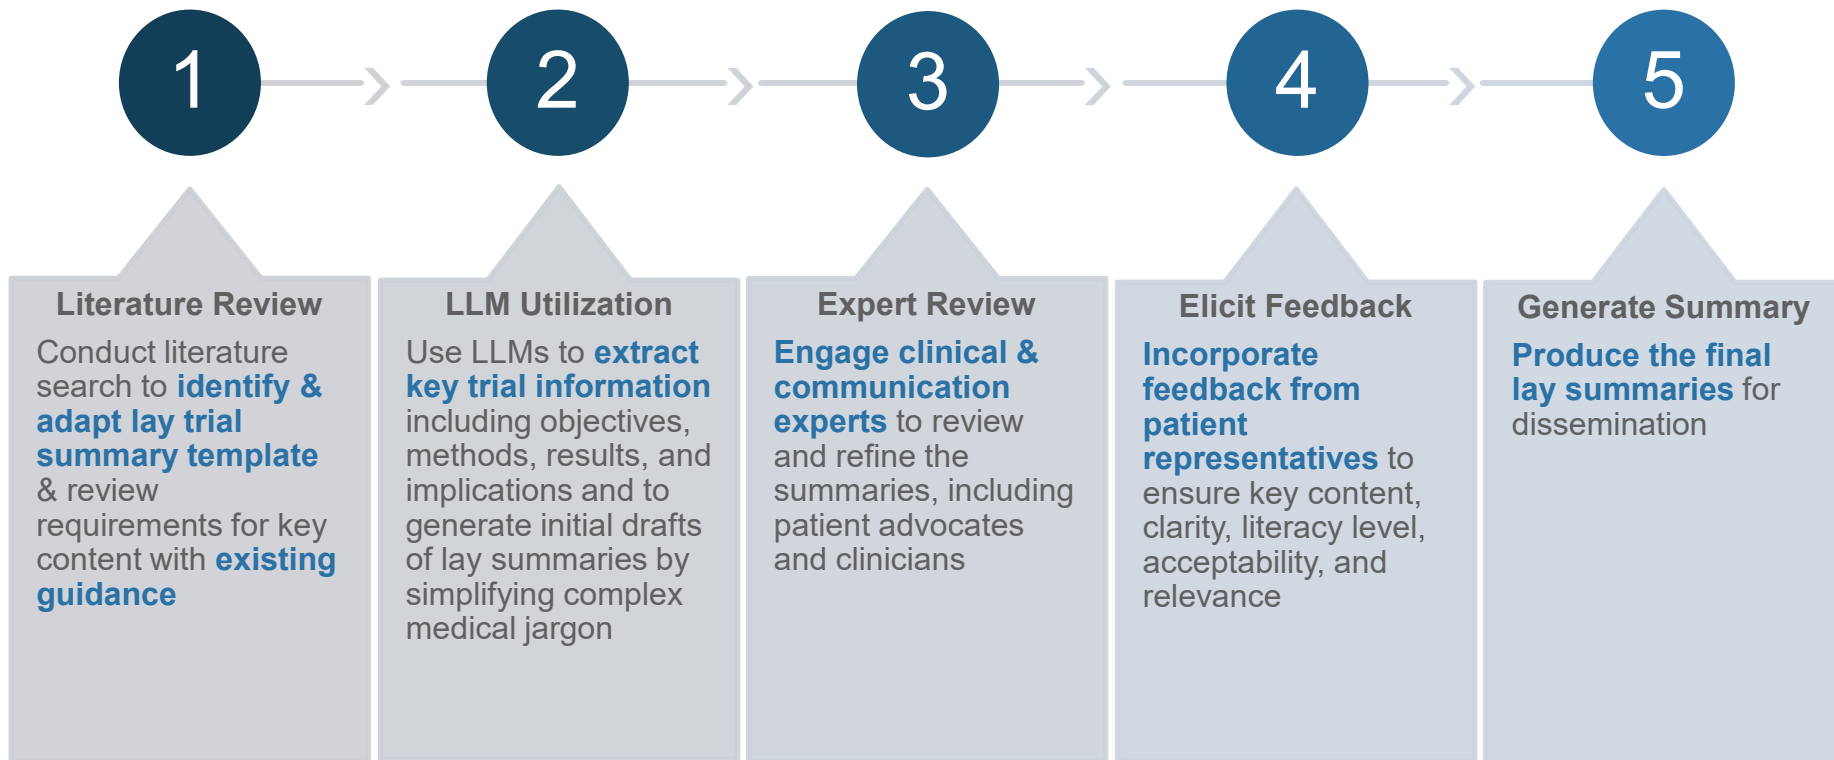 1
2
3
4
5
Literature Review
Conduct literature
search to identify &
adapt lay trial
summary template
& review
requirements for key
content with existing
guidance
LLM Utilization
Use LLMs to extract
key trial information
including objectives,
methods, results, and
implications and to
generate initial drafts
of lay summaries by
simplifying complex
medical jargon
Expert Review
Engage clinical &
communication
experts to review
and refine the
summaries, including
patient advocates
and clinicians
Elicit Feedback
Incorporate
feedback from
patient
representatives to
ensure key content,
clarity, literacy level,
acceptability, and
relevance
Generate Summary
Produce the final
lay summaries for
dissemination